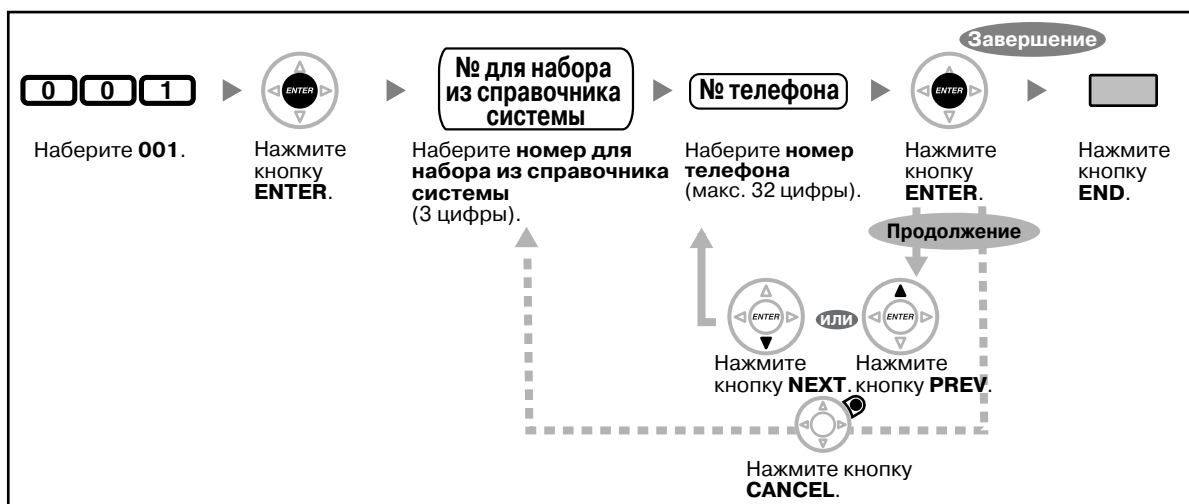 Завершение
0 0 1
ENTER
№ для набора
из справочника
системы
№ телефона
ENTER
Наберите 001.
Нажмите
кнопку
ENTER.
Наберите номер для
набора из справочника
системы
(3 цифры).
Наберите номер
телефона
(макс. 32 цифры).
Нажмите
кнопку
ENTER.
Нажмите
кнопку
END.
Продолжение
ENTER
или
ENTER
Нажмите
кнопку NEXT.
Нажмите
кнопку PREV.
Нажмите кнопку
CANCEL.